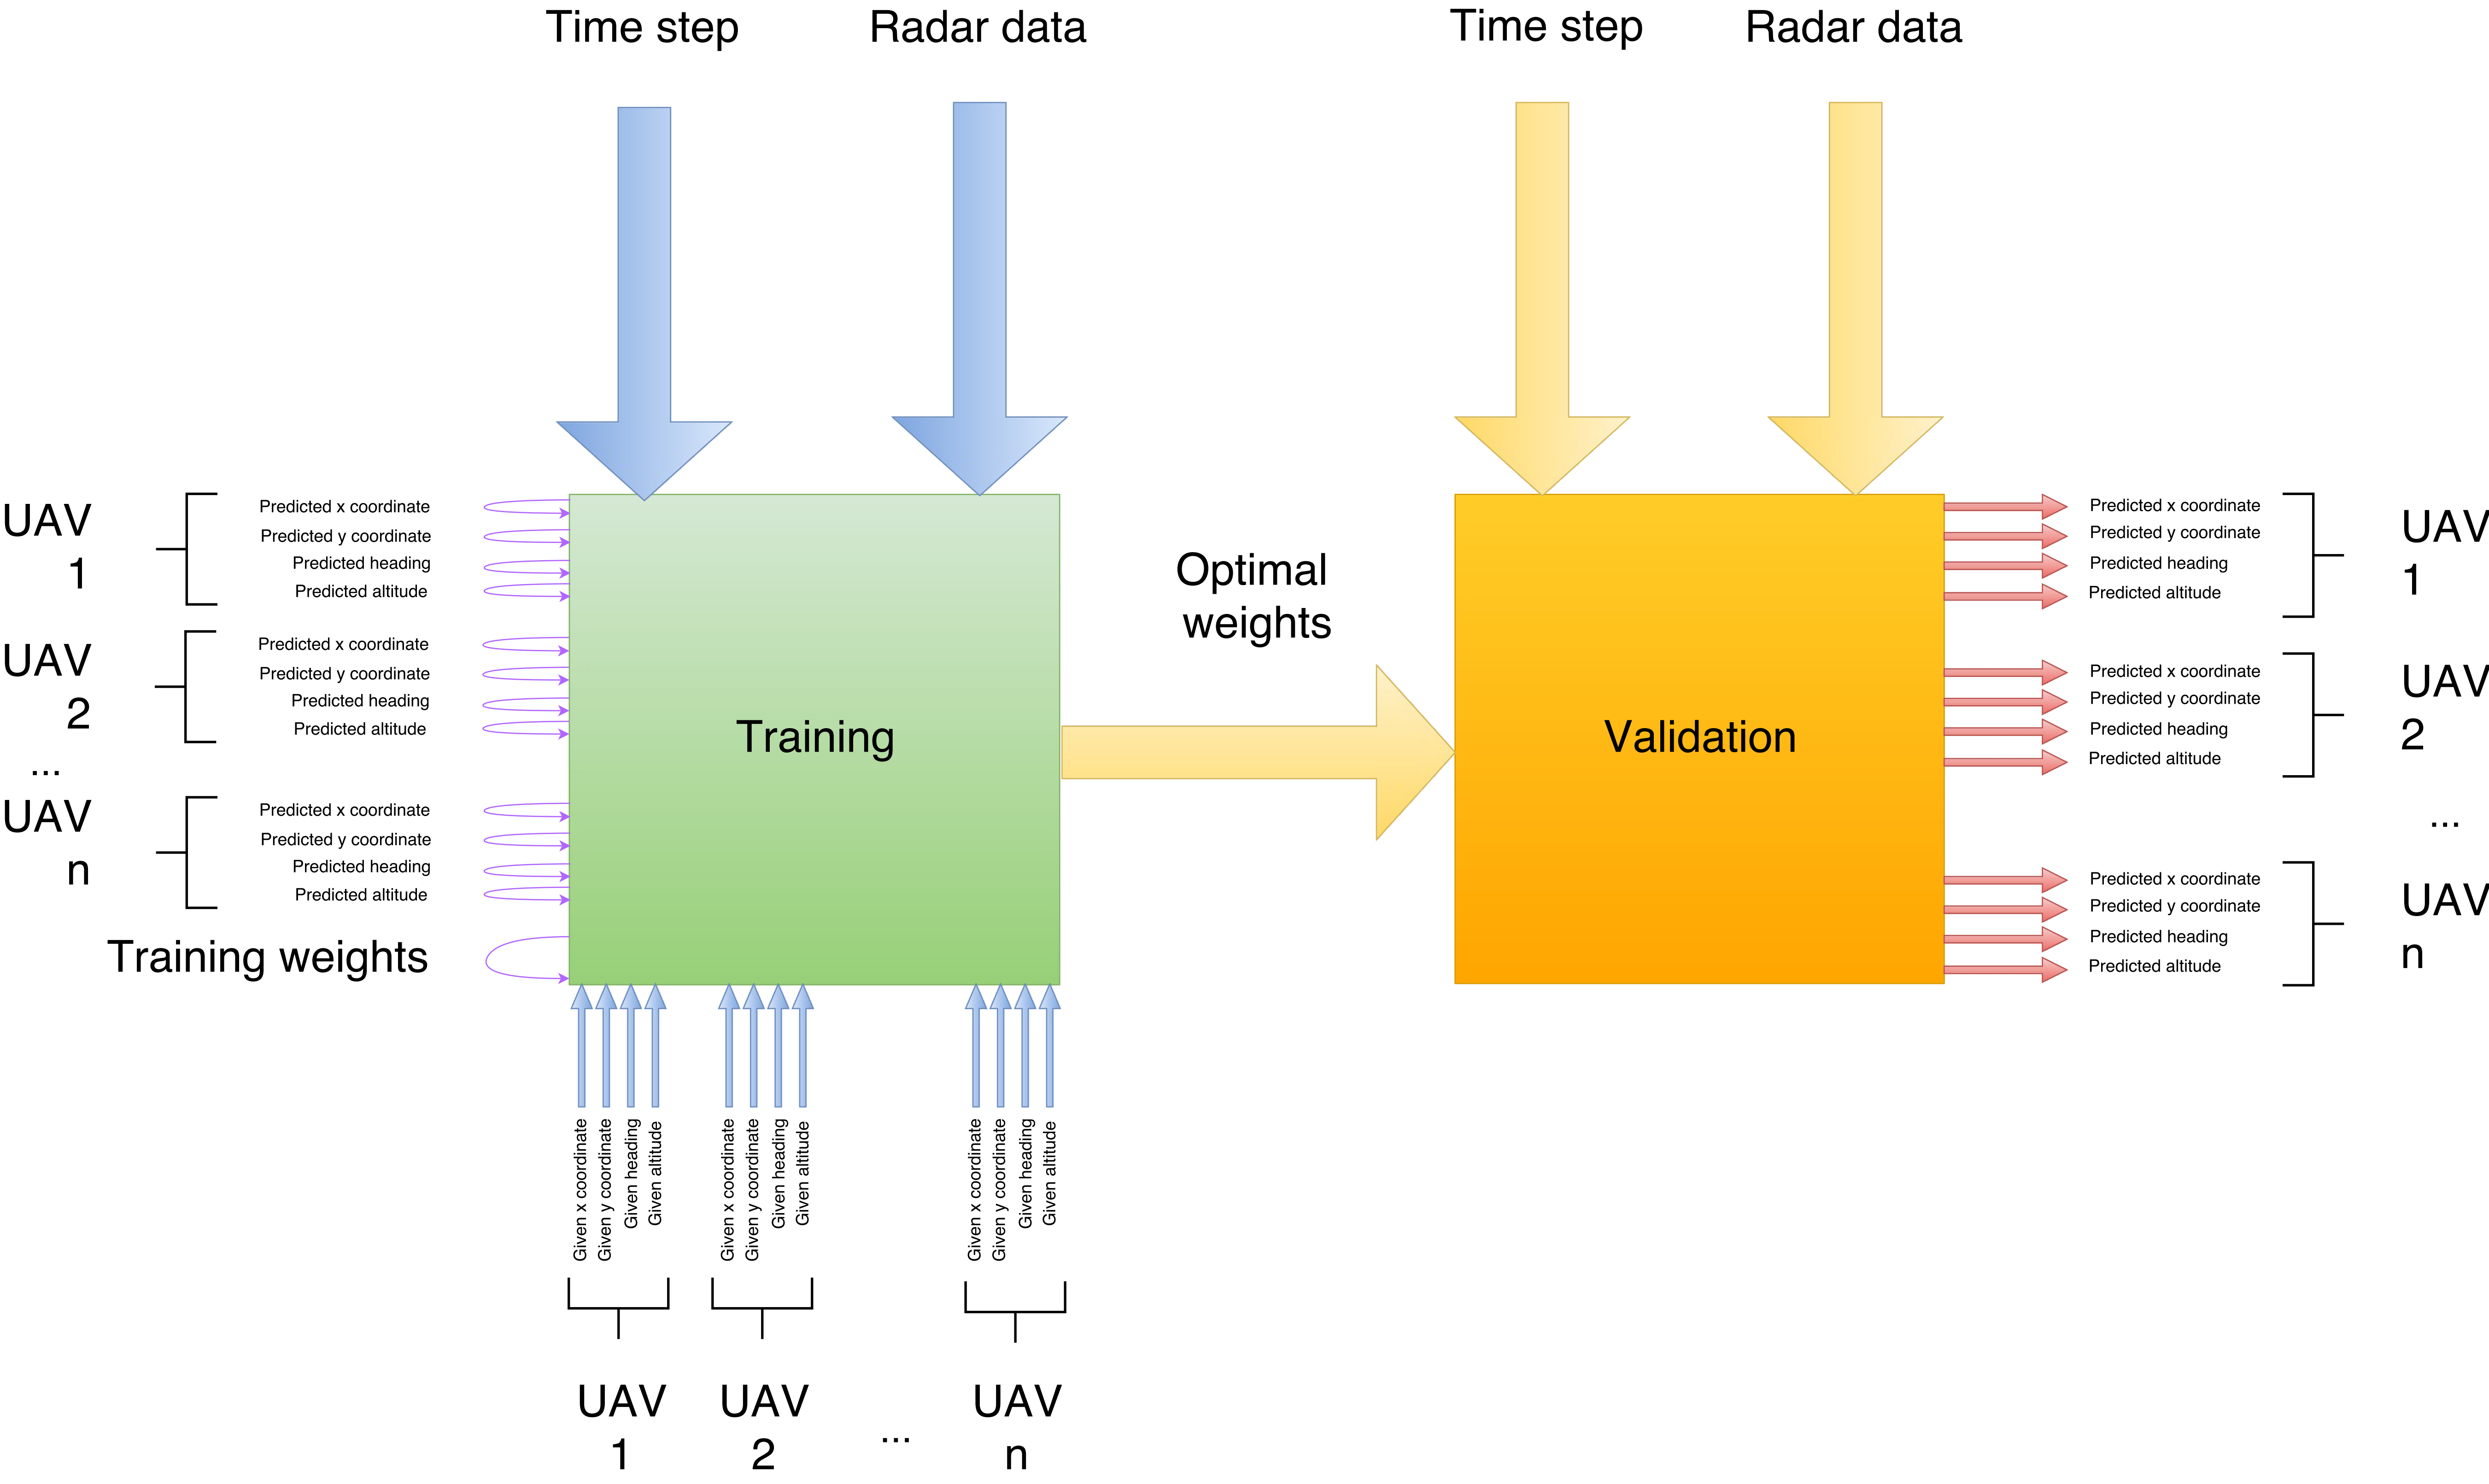 Time step
Radar data
Time step
Radar data
UAV
1
Predicted x coordinate
Predicted y coordinate
Predicted heading
Predicted altitude
UAV
2
Predicted x coordinate
Predicted y coordinate
Predicted heading
Predicted altitude
...
UAV
n
Predicted x coordinate
Predicted y coordinate
Predicted heading
Predicted altitude
Training weights
Training
Optimal
weights
Validation
Predicted x coordinate
Predicted y coordinate
Predicted heading
Predicted altitude
UAV
1
Predicted x coordinate
Predicted y coordinate
Predicted heading
Predicted altitude
UAV
2
...
Predicted x coordinate
Predicted y coordinate
Predicted heading
Predicted altitude
UAV
n
Given x coordinate
Given y coordinate
Given heading
Given altitude
Given x coordinate
Given y coordinate
Given heading
Given altitude
Given x coordinate
Given y coordinate
Given heading
Given altitude
UAV
1
UAV
2
...
UAV
n